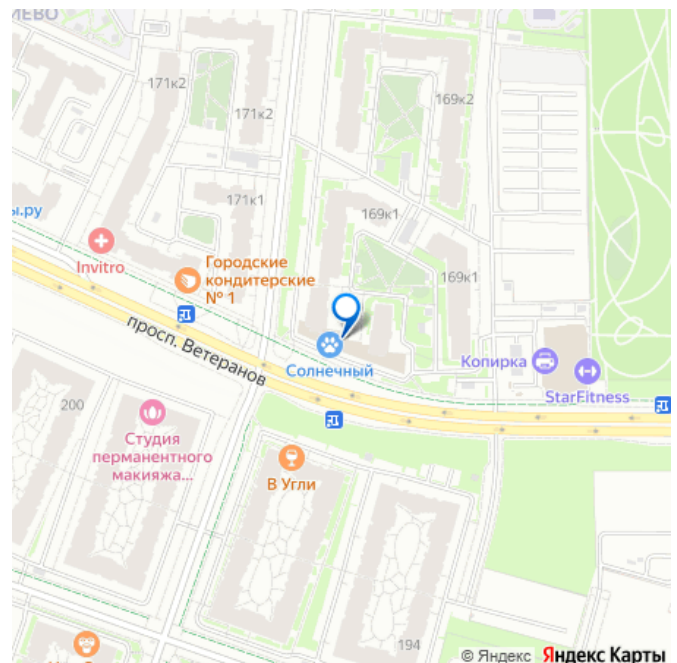 ИЕВО
171к2
171к2
169к2
171к1
169к1
ы.ру
Invitro
Городские
кондитерские
№ 1
169к1
просп. Ветеранов
Солнечный
Копирка
StarFitness
200
Студия
перманентного
макияжа...
В Угли
194
© Яндекс Яндекс Карты